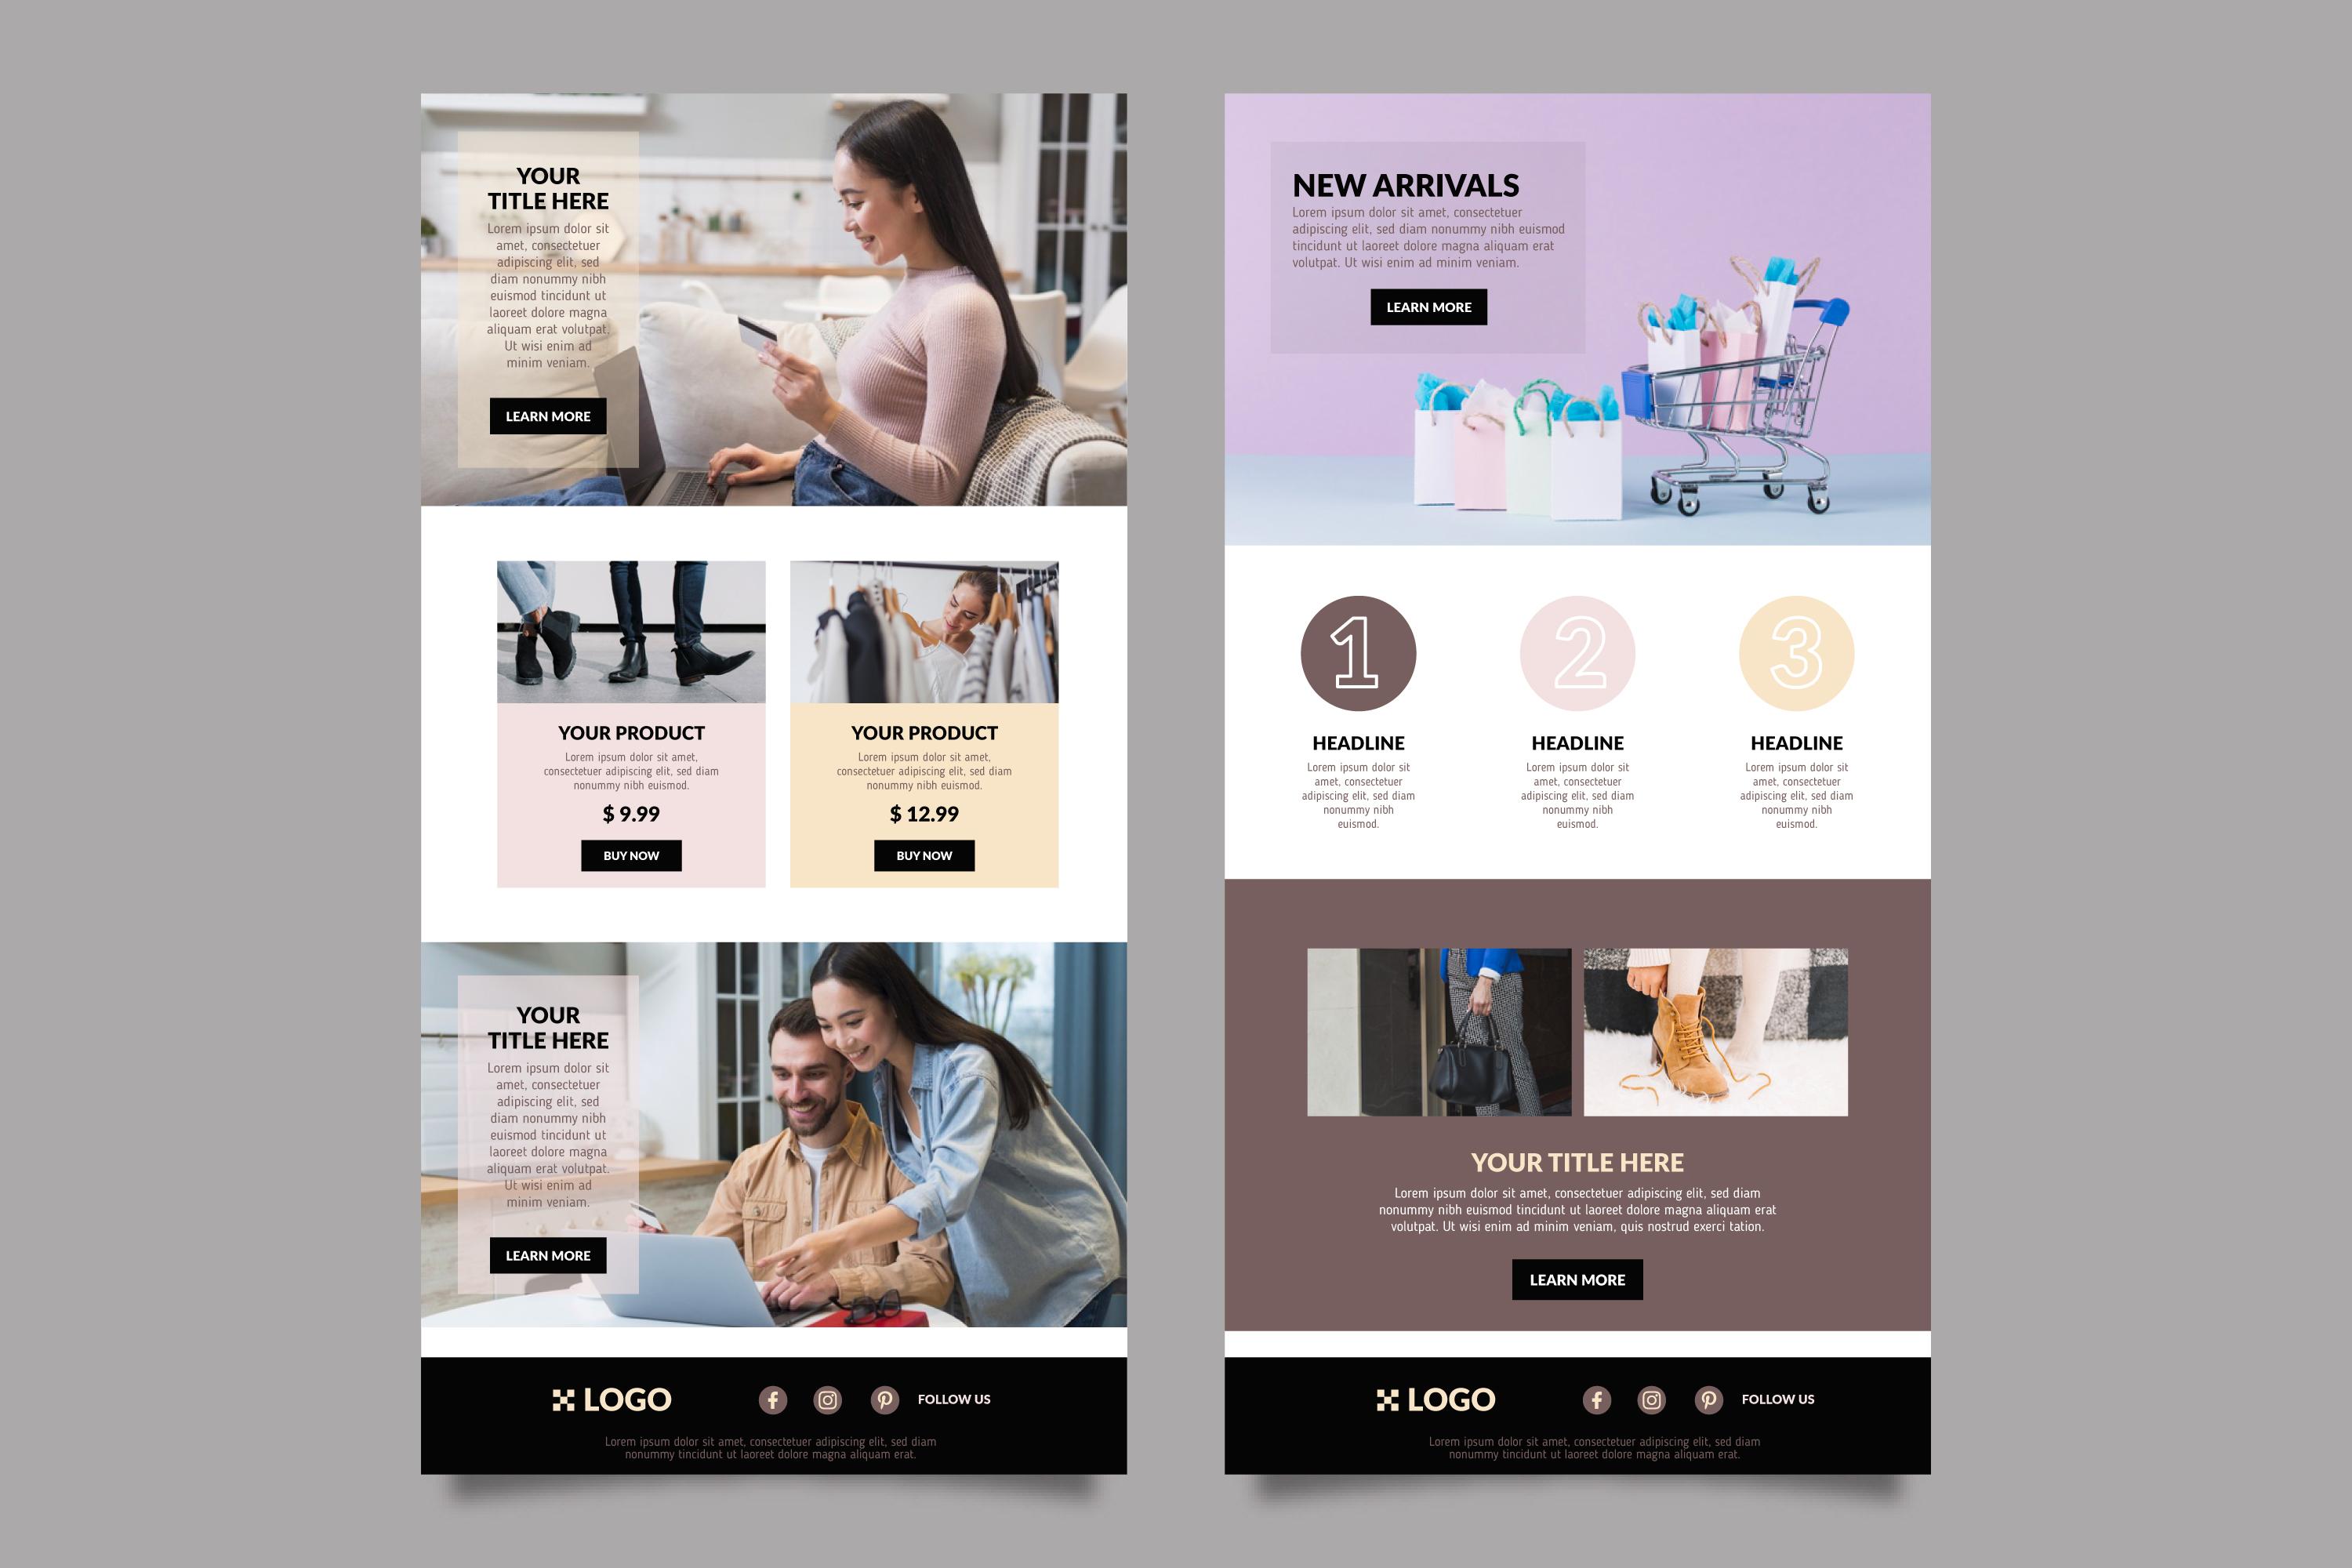 YOUR
TITLE HERE
Lorem ipsum dolor sit
amet, consectetuer
adipiscing elit, sed
diam nonummy nibh
euismod tincidunt ut
laoreet dolore magna
aliquam erat volutpat.
Ut wisi enim ad
minim veniam.
LEARN MORE
YOUR PRODUCT
Lorem ipsum dolor sit amet,
consectetuer adipiscing elit, sed diam
nonummy nibh euismod.
$ 9.99
BUY NOW
YOUR PRODUCT
Lorem ipsum dolor sit amet,
consectetuer adipiscing elit, sed diam
nonummy nibh euismod.
$ 12.99
BUY NOW
YOUR
TITLE HERE
Lorem ipsum dolor sit
amet, consectetuer
adipiscing elit, sed
diam nonummy nibh
euismod tincidunt ut
laoreet dolore magna
aliquam erat volutpat.
Ut wisi enim ad
minim veniam.
LEARN MORE
LOGO
FOLLOW US
Lorem ipsum dolor sit amet, consectetuer adipiscing elit, sed diam
nonummy tincidunt ut laoreet dolore magna aliquam erat.
NEW ARRIVALS
Lorem ipsum dolor sit amet, consectetuer
adipiscing elit, sed diam nonummy nibh euismod
tincidunt ut laoreet dolore magna aliquam erat
volutpat. Ut wisi enim ad minim veniam.
LEARN MORE
1
HEADLINE
Lorem ipsum dolor sit
amet, consectetuer
adipiscing elit, sed diam
nonummy nibh
euismod.
2
HEADLINE
Lorem ipsum dolor sit
amet, consectetuer
adipiscing elit, sed diam
nonummy nibh
euismod.
3
HEADLINE
Lorem ipsum dolor sit
amet, consectetuer
adipiscing elit, sed diam
nonummy nibh
euismod.
YOUR TITLE HERE
Lorem ipsum dolor sit amet, consectetuer adipiscing elit, sed diam
nonummy nibh euismod tincidunt ut laoreet dolore magna aliquam erat
volutpat. Ut wisi enim ad minim veniam, quis nostrud exerci tation.
LEARN MORE
LOGO
FOLLOW US
Lorem ipsum dolor sit amet, consectetuer adipiscing elit, sed diam
nonummy tincidunt ut laoreet dolore magna aliquam erat.